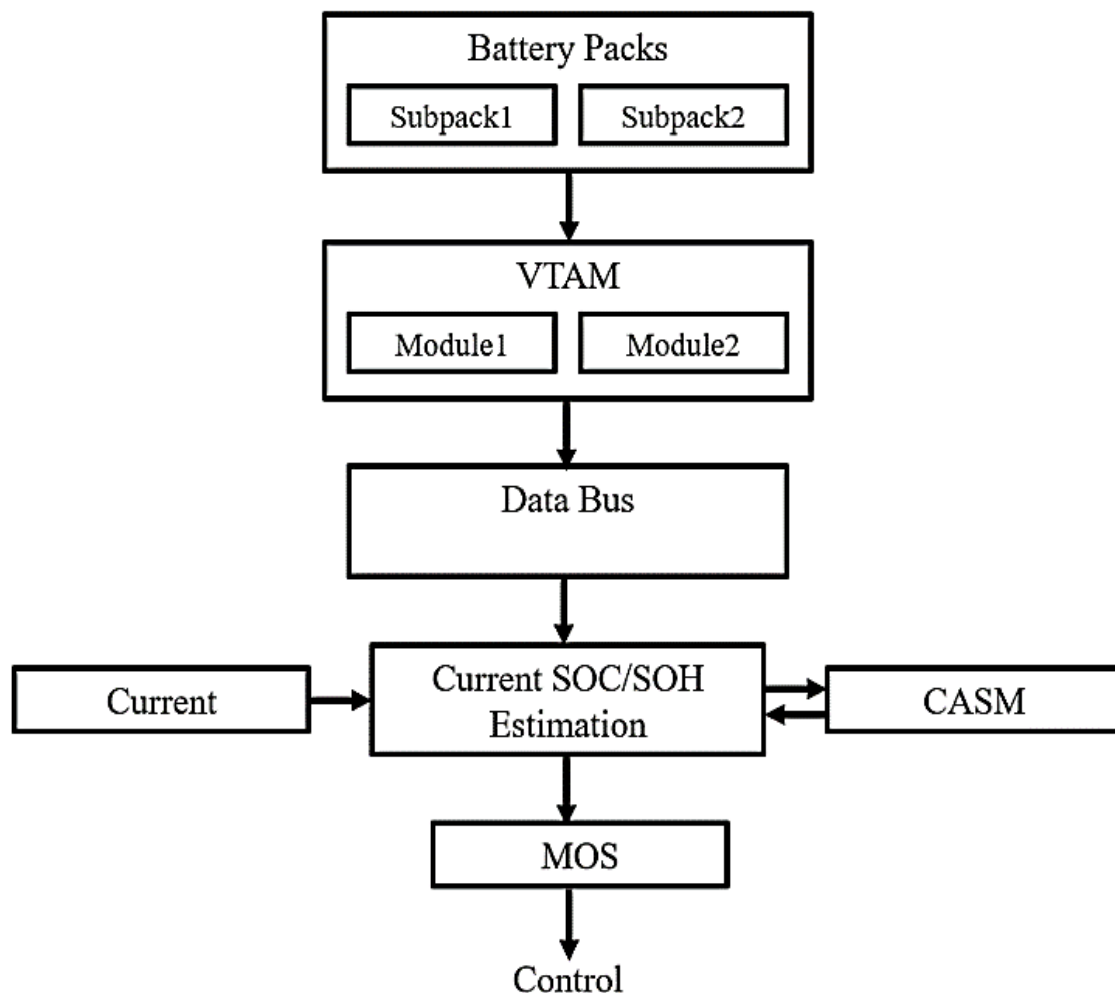 Battery Packs
Subpack1
Subpack2
VTAM
Module1
Module2
Data Bus
Current
Current SOC/SOH
Estimation
CASM
MOS
Control